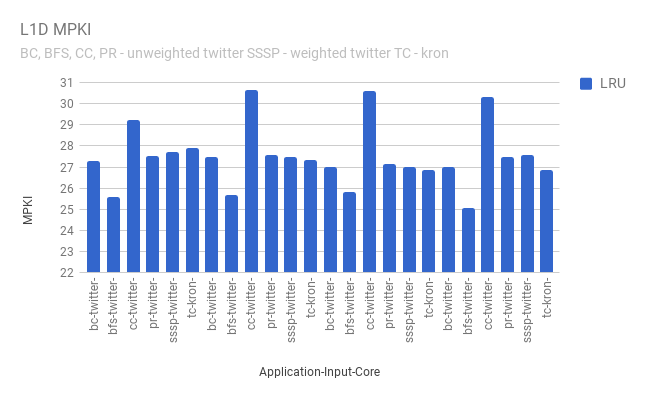 L1D MPKI
BC, BFS, CC, PR - unweighted twitter SSSP - weighted twitter TC - kron
LRU
MPKI
31
30
29
28
27
26
25
24
23
22
bc-twitter-
bfs-twitter-
cc-twitter-
pr-twitter-
sssp-twitter-
tc-kron-
bc-twitter-
bfs-twitter-
cc-twitter-
pr-twitter-
sssp-twitter-
tc-kron-
bc-twitter-
bfs-twitter-
cc-twitter-
pr-twitter-
sssp-twitter-
tc-kron-
bc-twitter-
bfs-twitter-
cc-twitter-
pr-twitter-
sssp-twitter-
tc-kron-
Application-Input-Core